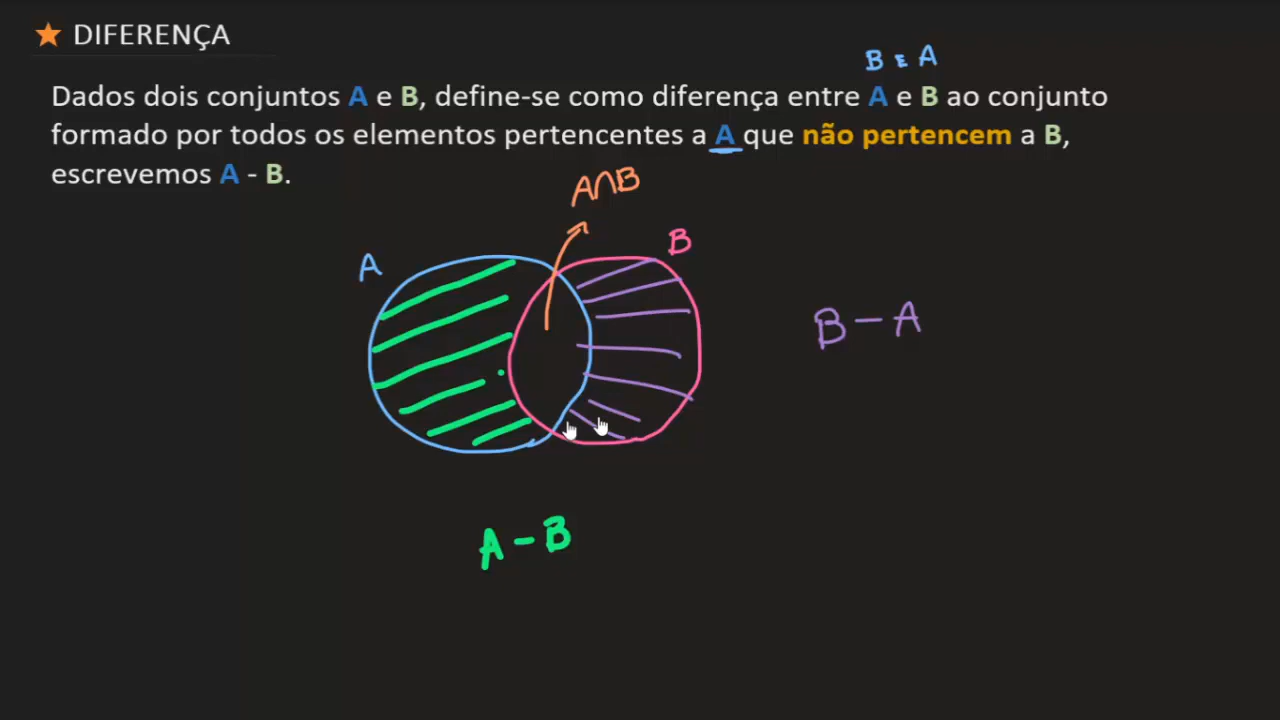 DIFERENÇA
B E A
Dados dois conjuntos A e B, define-se como diferença entre A e B ao conjunto
formado por todos os elementos pertencentes a A que não pertencem a B,
escrevemos A - B.
A∩B
A
B
B - A
A - B